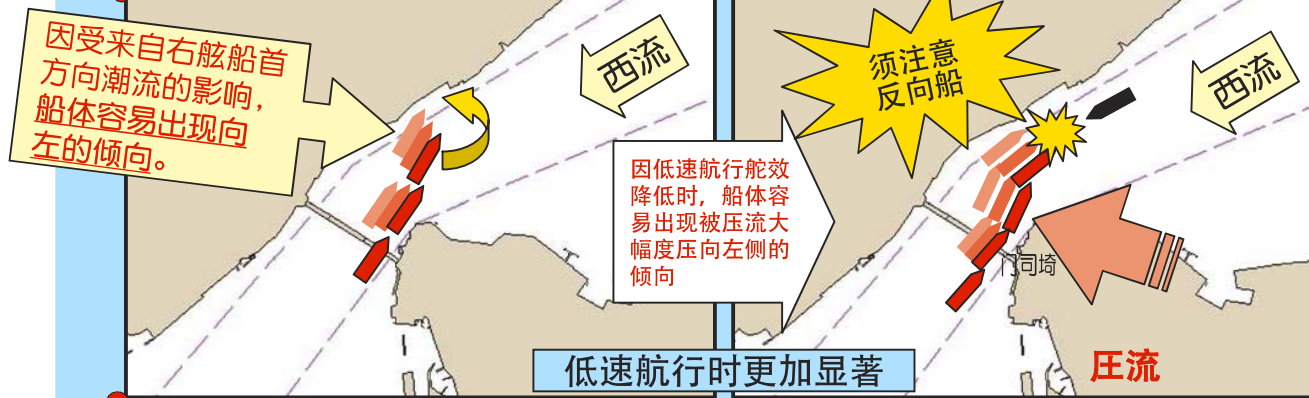 因受来自右舷船首
方向潮流的影响，
船体容易出现向
左的倾向。
西流
须注意
反向船
西流
因低速航行舵效
降低时，船体容
易出现被压流大
幅度压向左侧的
倾向
门司埼
低速航行时更加显著
压流